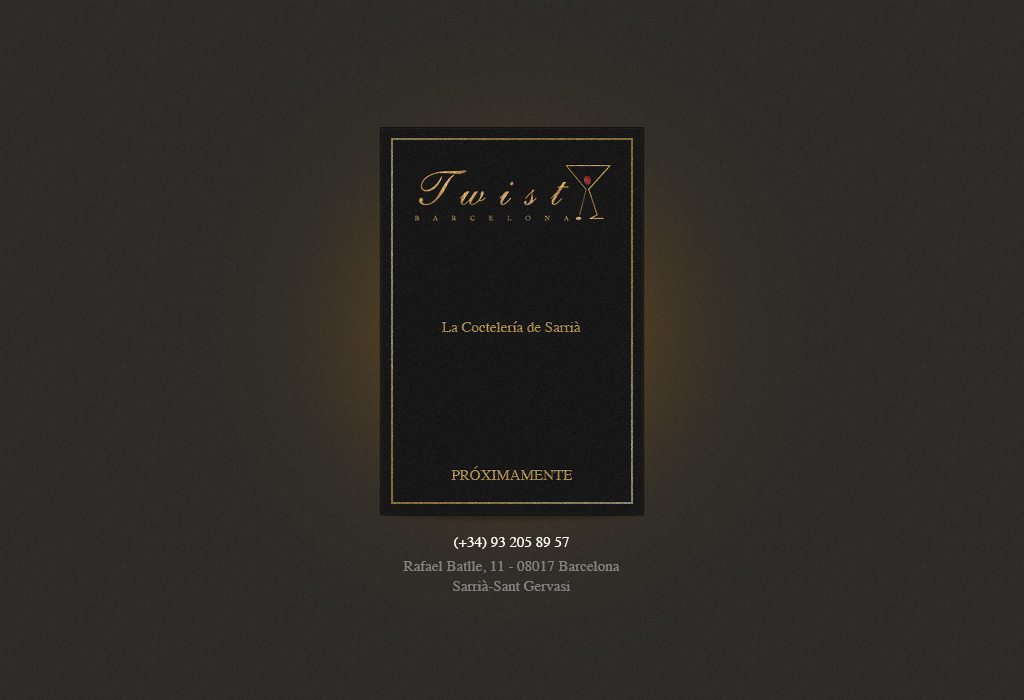 Twist
BARCELONA
La Coctelería de Sarrià
PRÓXIMAMENTE
(+34) 93 205 89 57
Rafael Batlle, 11 - 08017 Barcelona
Sarrià-Sant Gervasi